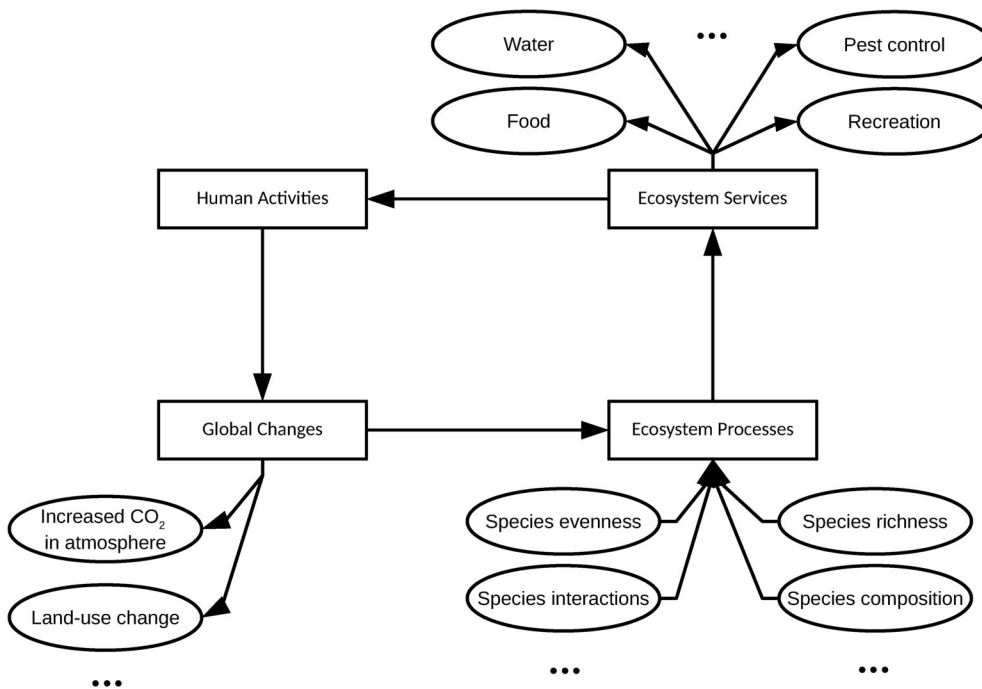 Water
...
Pest control
Food
Recreation
Human Activities
Ecosystem Services
Global Changes
Ecosystem Processes
Increased CO₂
in atmosphere
Species evenness
Species richness
Land-use change
Species interactions
Species composition
...
...
...